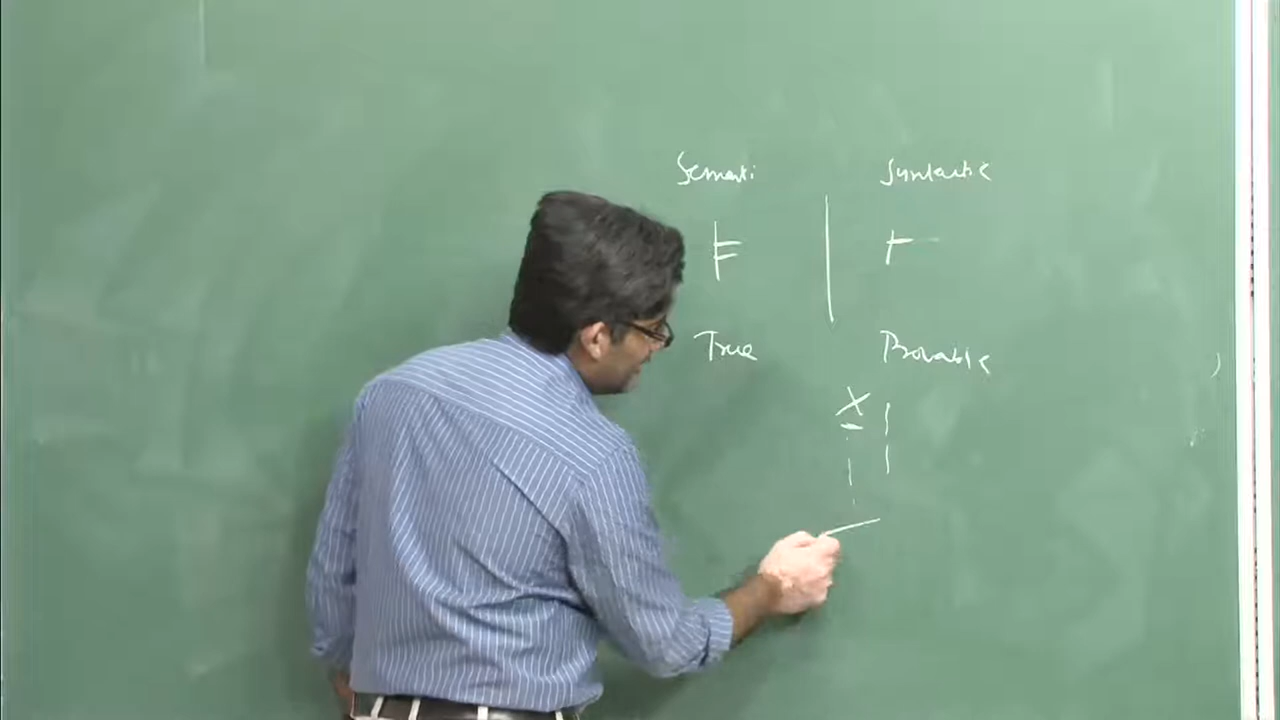 Semanti Syntactic
⊨ ⊢
True Provable
X